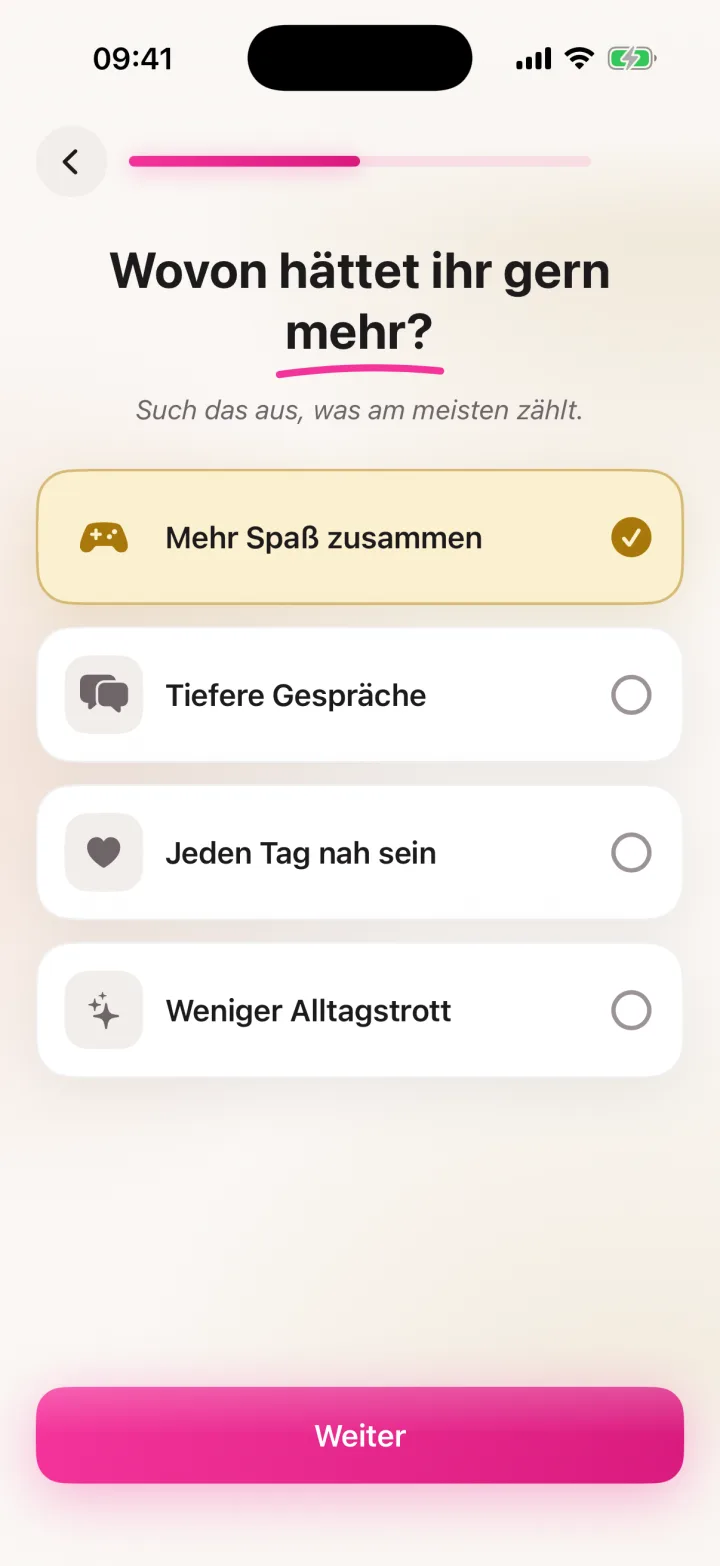 09:41
Wovon hättet ihr gern
mehr?
Such das aus, was am meisten zählt.
Mehr Spaß zusammen
Tiefere Gespräche
Jeden Tag nah sein
Weniger Alltagstrott
Weiter